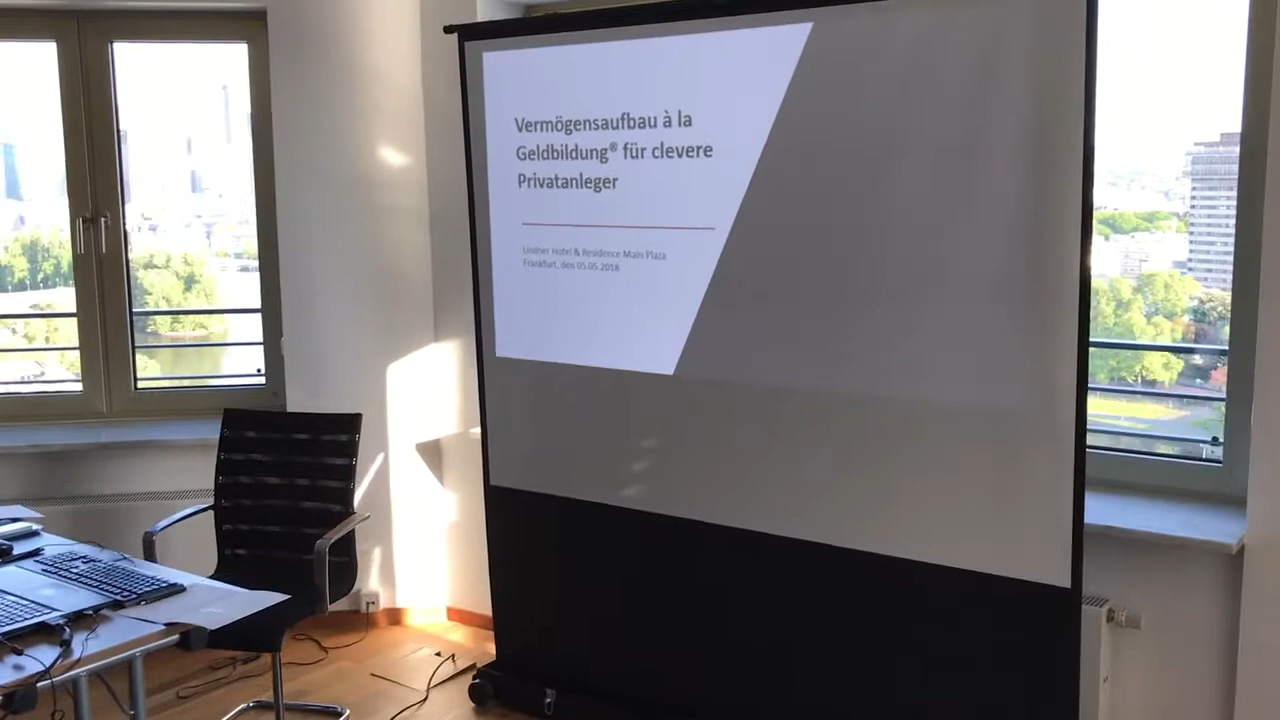 Vermögensaufbau à la
Geldbildung® für clevere
Privatanleger
Lindner Hotel & Residence Main Plaza
Frankfurt, den 05.05.2018